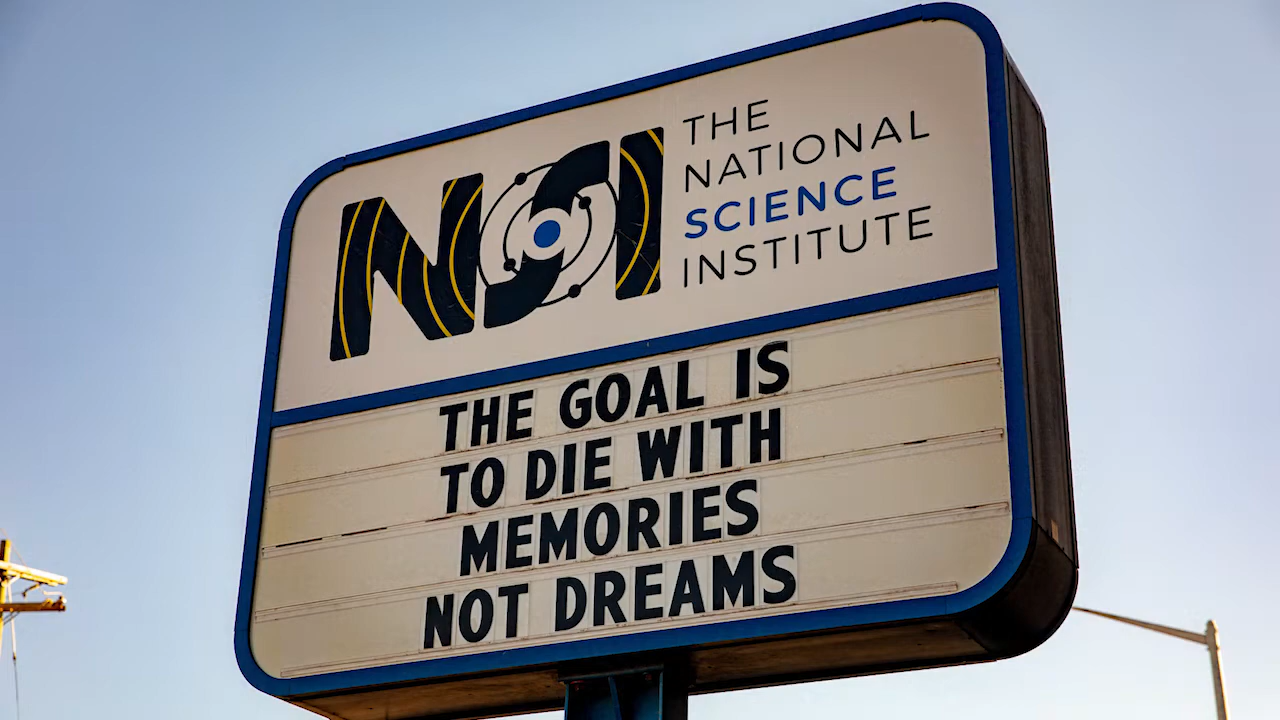 NSI
THE
NATIONAL
SCIENCE
INSTITUTE
THE GOAL IS
TO DIE WITH
MEMORIES
NOT DREAMS